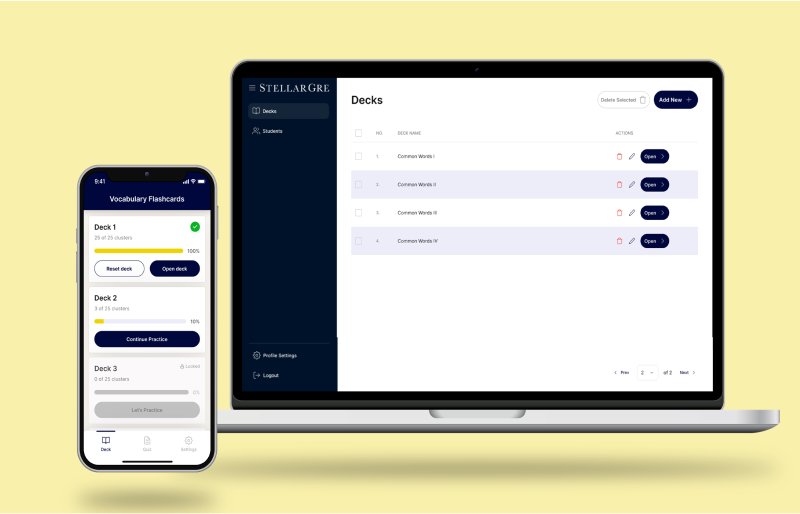 9:41
Vocabulary Flashcards
Deck 1
25 of 25 clusters
100%
Reset deck
Open deck
Deck 2
3 of 25 clusters
10%
Continue Practice
Deck 3
Locked
0 of 25 clusters
0%
Let's Practice
Deck
Quiz
Settings
STELLARGRE
Decks
Students
Profile Settings
Logout
Decks
Delete Selected
Add New +
NO. DECK NAME ACTIONS
1. Common Words I Open >
2. Common Words II Open >
3. Common Words III Open >
4. Common Words IV Open >
< Prev 2 of 2 Next >